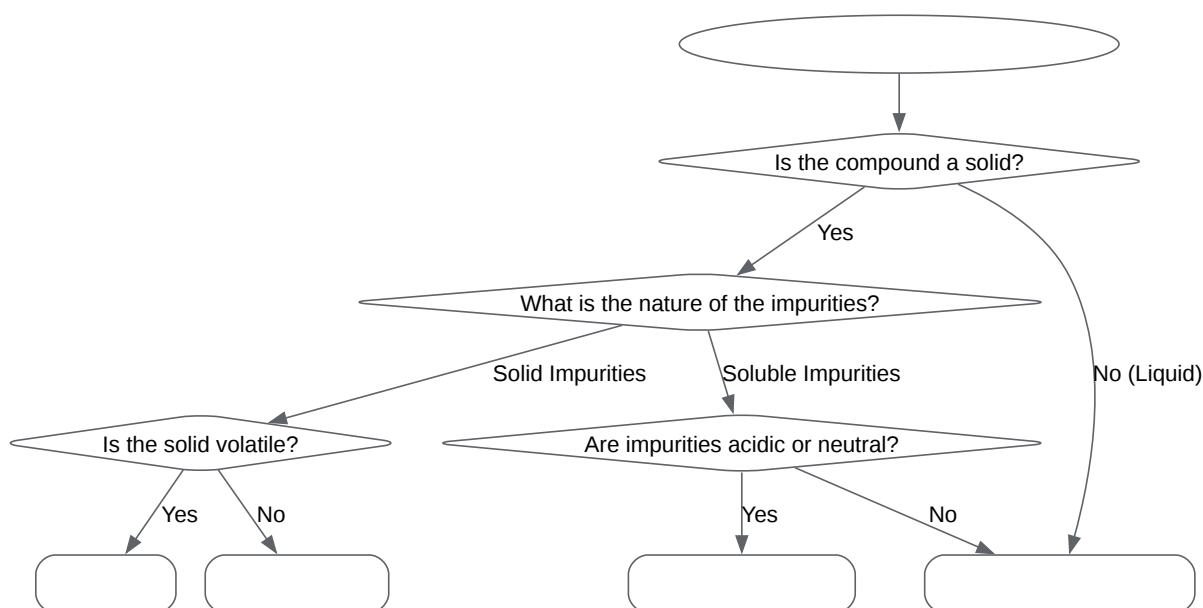 Is the compound a solid?
Yes
What is the nature of the impurities?
Solid Impurities
Soluble Impurities
No (Liquid)
Is the solid volatile?
Are impurities acidic or neutral?
Yes
No
Yes
No